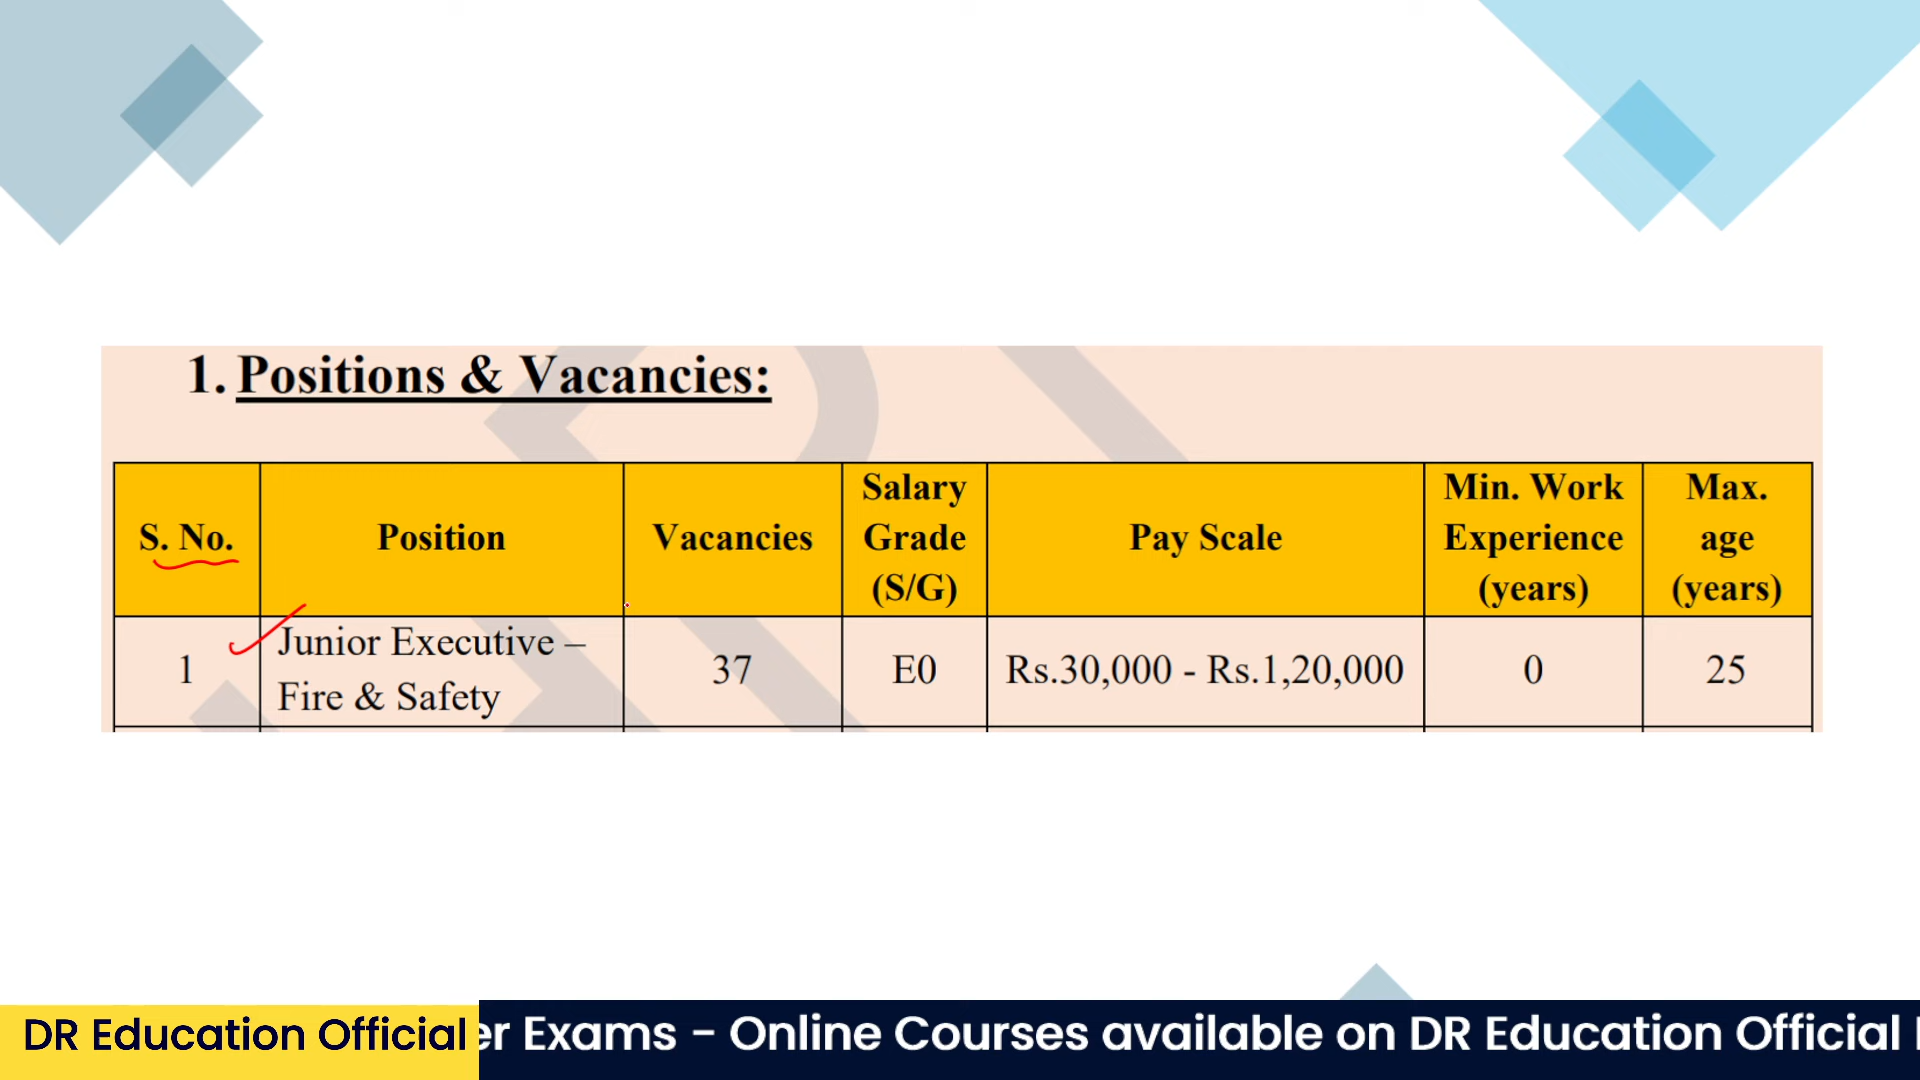 1. Positions & Vacancies:
S. No.
Position
Vacancies
Salary
Grade
(S/G)
Pay Scale
Min. Work
Experience
(years)
Max.
age
(years)
1
Junior Executive –
Fire & Safety
37
E0
Rs.30,000 - Rs.1,20,000
0
25
DR Education Official
er Exams - Online Courses available on DR Education Official